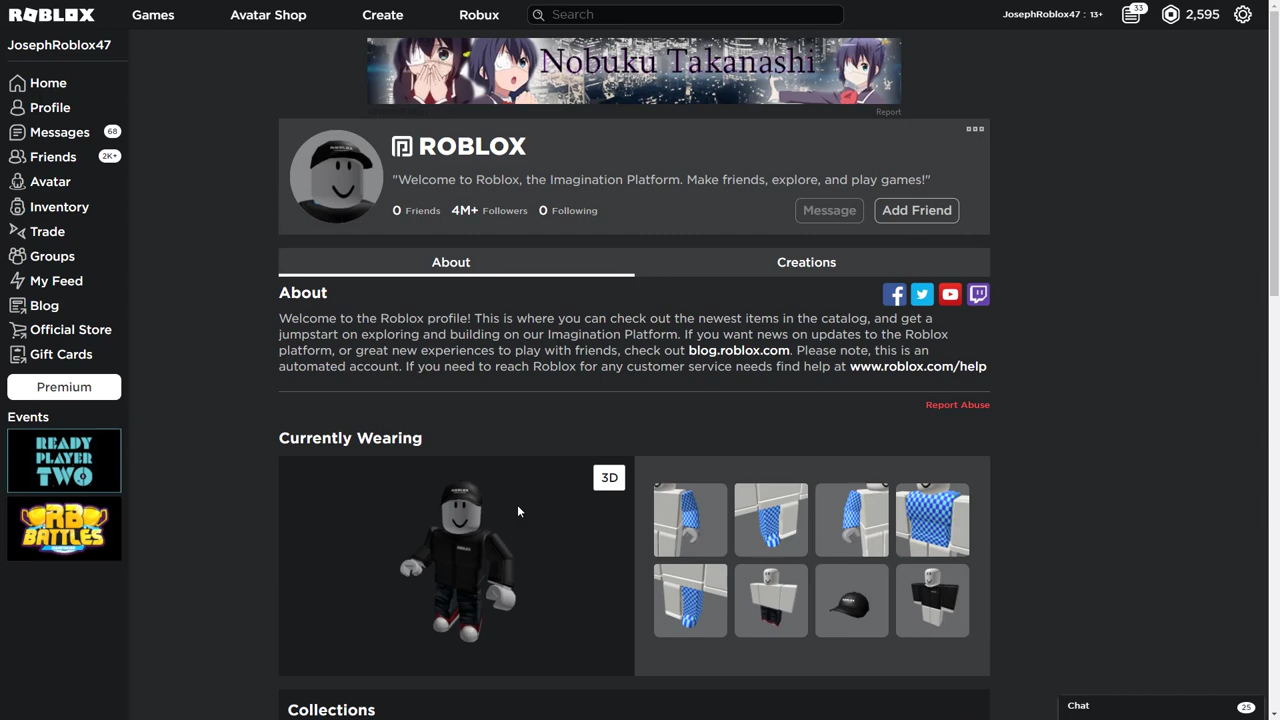 ROBLOX
Games
Avatar Shop
Create
Robux
Search
JosephRoblox47 : 13+
33
2,595
JosephRoblox47
Home
Profile
Messages
68
Friends
2K+
Avatar
Inventory
Trade
Groups
My Feed
Blog
Official Store
Gift Cards
Premium
Events
READY
PLAYER
TWO
RB
BATTLES
Nobuku Takanashi
Report
ROBLOX
"Welcome to Roblox, the Imagination Platform. Make friends, explore, and play games!"
0 Friends 4M+ Followers 0 Following
Message
Add Friend
About
Creations
About
Welcome to the Roblox profile! This is where you can check out the newest items in the catalog, and get a
jumpstart on exploring and building on our Imagination Platform. If you want news on updates to the Roblox
platform, or great new experiences to play with friends, check out blog.roblox.com. Please note, this is an
automated account. If you need to reach Roblox for any customer service needs find help at www.roblox.com/help
Report Abuse
Currently Wearing
3D
Collections
Chat
25